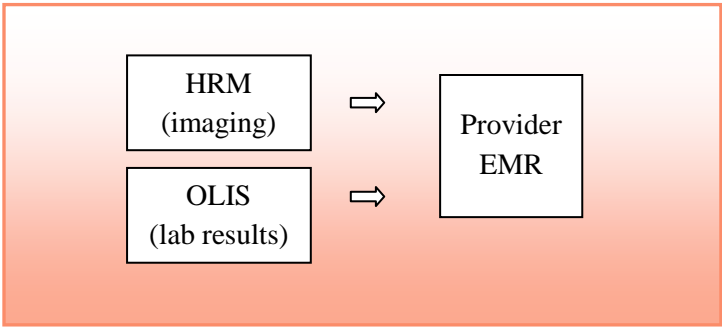 HRM
(imaging)
OLIS
(lab results)
Provider
EMR